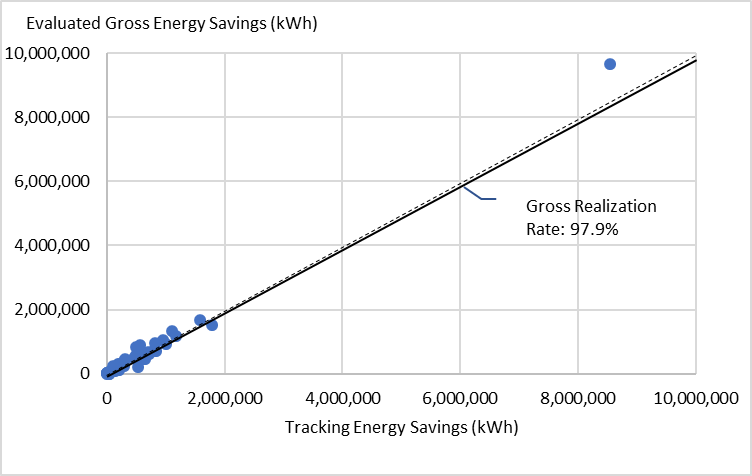 Evaluated Gross Energy Savings (kWh)
10,000,000
8,000,000
6,000,000
4,000,000
2,000,000
0
Gross Realization
Rate: 97.9%
0 2,000,000 4,000,000 6,000,000 8,000,000 10,000,000
Tracking Energy Savings (kWh)